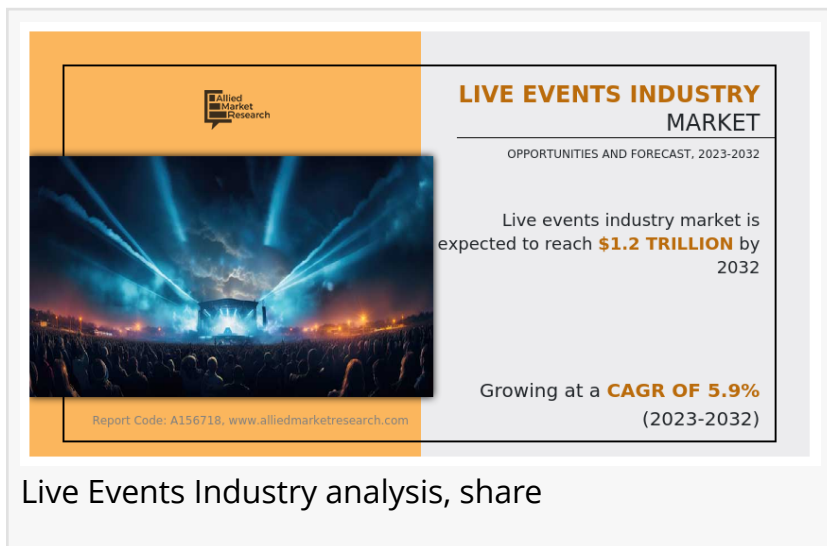 Allied
Market
Research
LIVE EVENTS INDUSTRY
MARKET
OPPORTUNITIES AND FORECAST, 2023-2032
Live events industry market is
expected to reach $1.2 TRILLION by
2032
Growing at a CAGR OF 5.9%
(2023-2032)
Report Code: A156718, www.alliedmarketresearch.com
Live Events Industry analysis, share